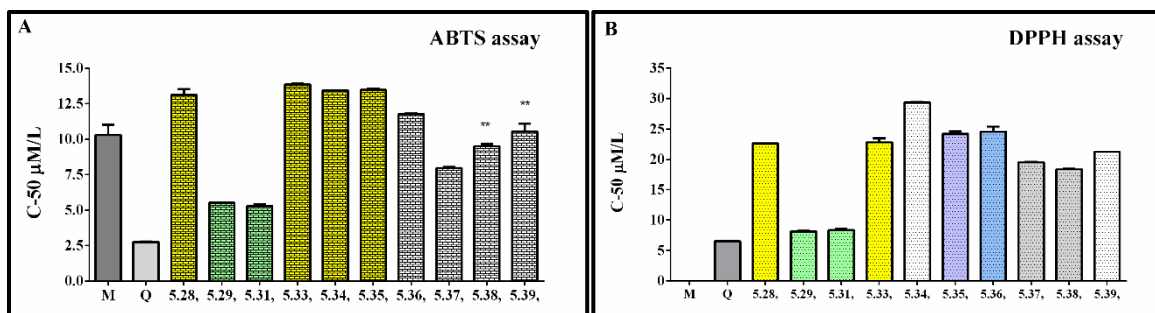 A
ABTS assay
C-50 µM/L
15.0
12.5
10.0
7.5
5.0
2.5
0.0
**
**
M Q 5.28, 5.29, 5.31, 5.33, 5.34, 5.35, 5.36, 5.37, 5.38, 5.39,
B
DPPH assay
C-50 µM/L
35
30
25
20
15
10
5
0
M Q 5.28, 5.29, 5.31, 5.33, 5.34, 5.35, 5.36, 5.37, 5.38, 5.39,